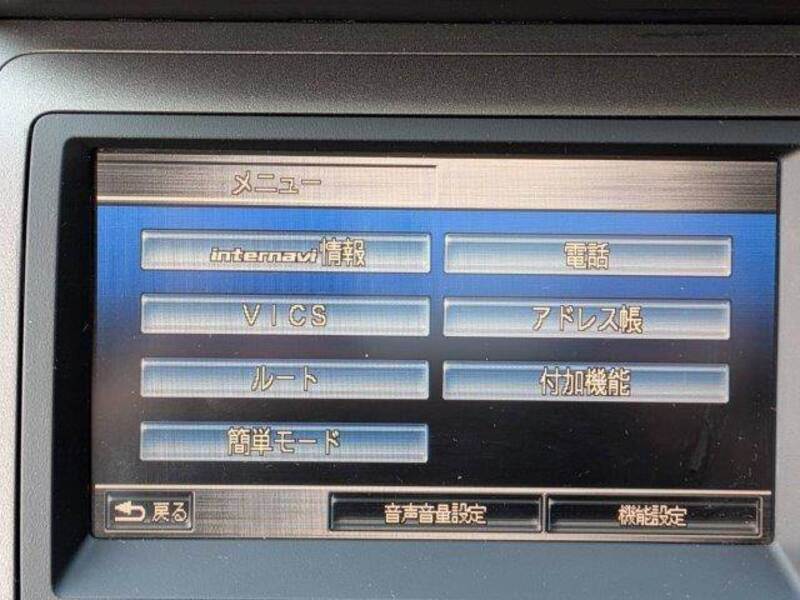 メニュー
internavi情報
電話
ＶＩＣＳ
アドレス帳
ルート
付加機能
簡単モード
戻る
音声音量設定
機能設定